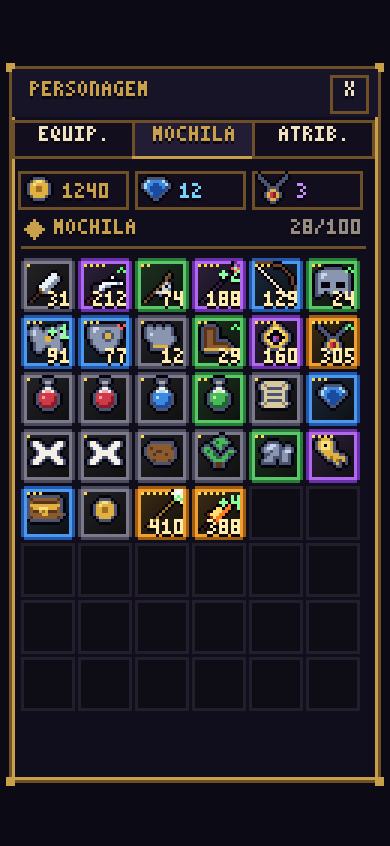 PERSONAGEM X
EQUIP. MOCHILA ATRIB.
1240 12 3
MOCHILA 28/100
31 212 74 +2 188 129 24
+1 91 77 12 29 160 305
410 +4 388